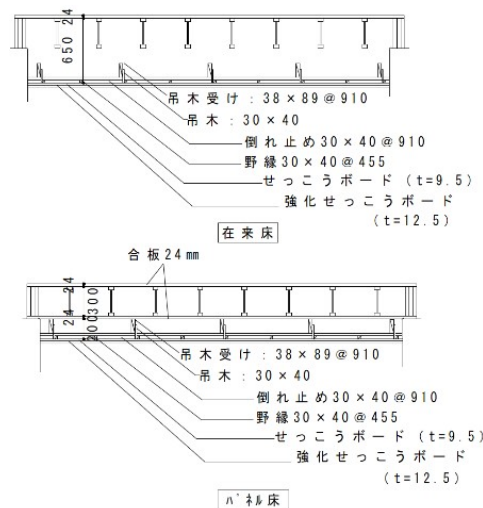 24
650
吊木受け：38×89@910
吊木：30×40
倒れ止め30×40@910
野縁30×40@455
せっこうボード（t=9.5）
強化せっこうボード
（t=12.5）
在来床
合板24mm
24
300
24
200
吊木受け：38×89@910
吊木：30×40
倒れ止め30×40@910
野縁30×40@455
せっこうボード（t=9.5）
強化せっこうボード
（t=12.5）
ﾊﾟﾈﾙ床